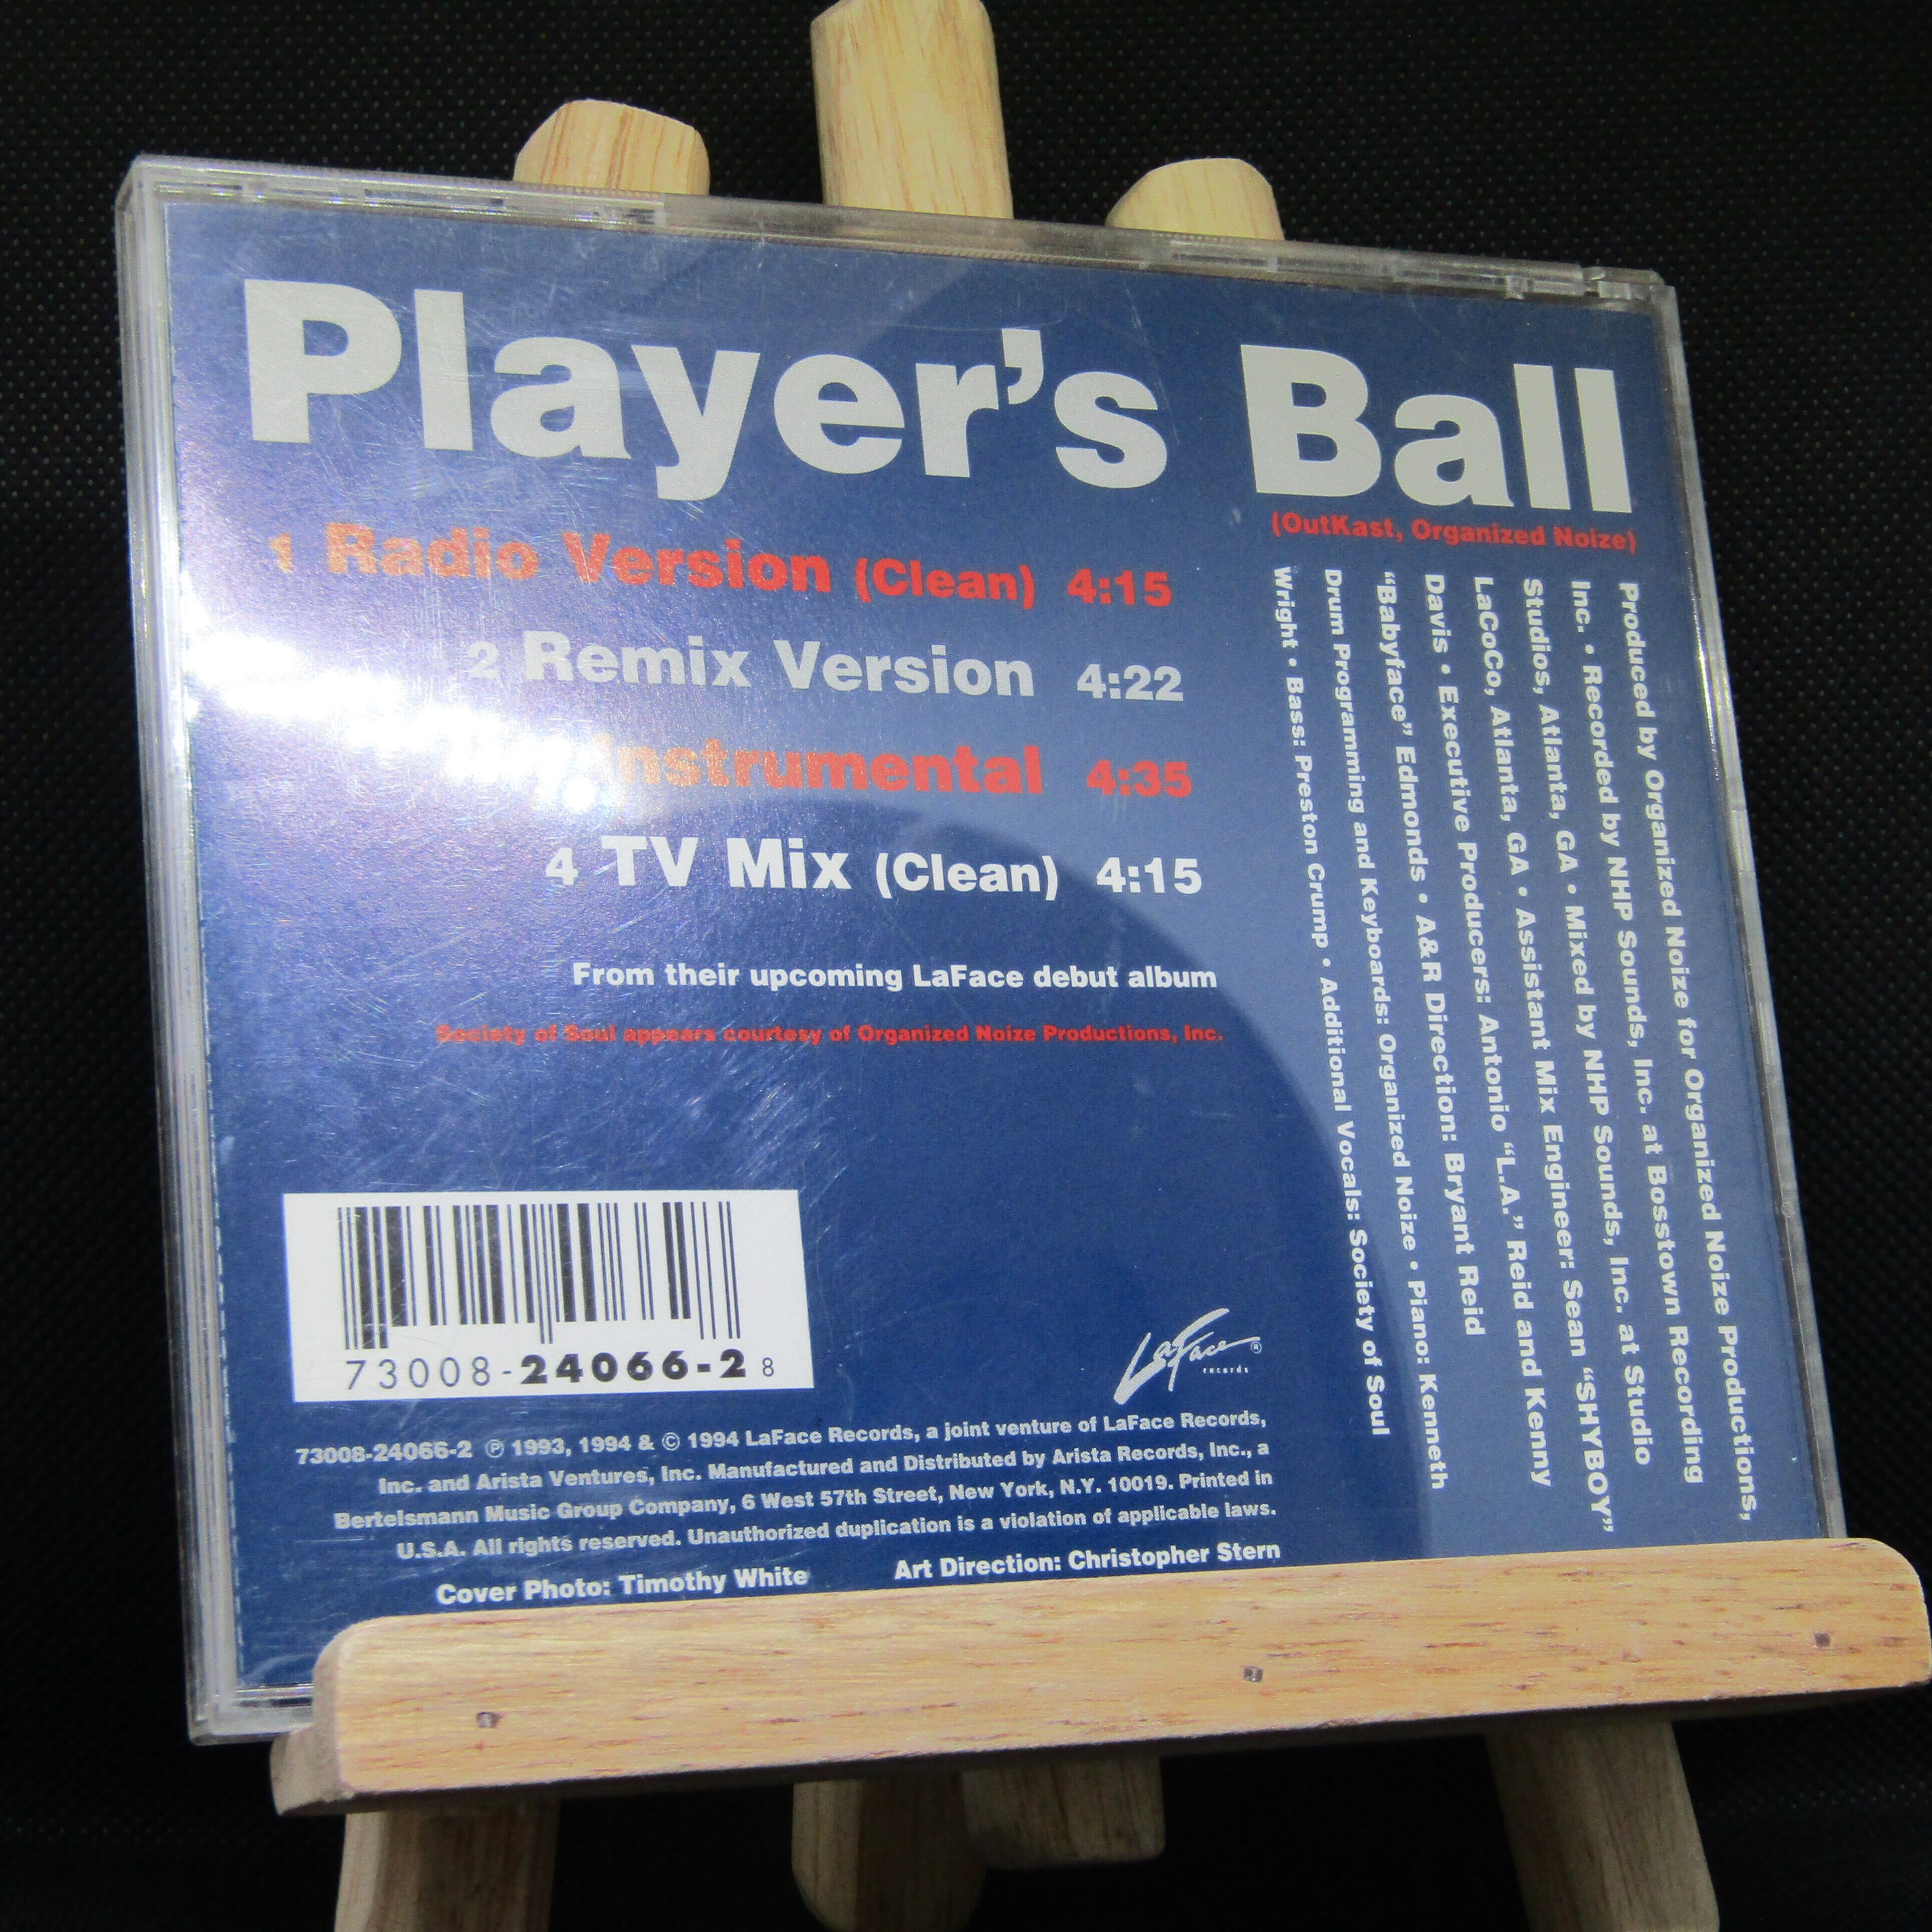 Player's Ball
(OutKast, Organized Noize)
1 Radio Version (Clean) 4:15
2 Remix Version 4:22
Instrumental 4:35
4 TV Mix (Clean) 4:15
From their upcoming LaFace debut album
Society of Soul appears courtesy of Organized Noize Productions, Inc.
Produced by Organized Noize for Organized Noize Productions,
Inc. • Recorded by NHP Sounds, Inc. at Bosstown Recording
Studios, Atlanta, GA • Mixed by NHP Sounds, Inc. at Studio
LaCoCo, Atlanta, GA • Assistant Mix Engineer: Sean “SHYBOY”
Davis • Executive Producers: Antonio “L.A.” Reid and Kenny
“Babyface” Edmonds • A&R Direction: Bryant Reid
Drum Programming and Keyboards: Organized Noize • Piano: Kenneth
Wright • Bass: Preston Crump • Additional Vocals: Society of Soul
73008-24066-2 8
LaFace ®
records
73008-24066-2 ℗ 1993, 1994 & © 1994 LaFace Records, a joint venture of LaFace Records,
Inc. and Arista Ventures, Inc. Manufactured and Distributed by Arista Records, Inc., a
Bertelsmann Music Group Company, 6 West 57th Street, New York, N.Y. 10019. Printed in
U.S.A. All rights reserved. Unauthorized duplication is a violation of applicable laws.
Cover Photo: Timothy White Art Direction: Christopher Stern